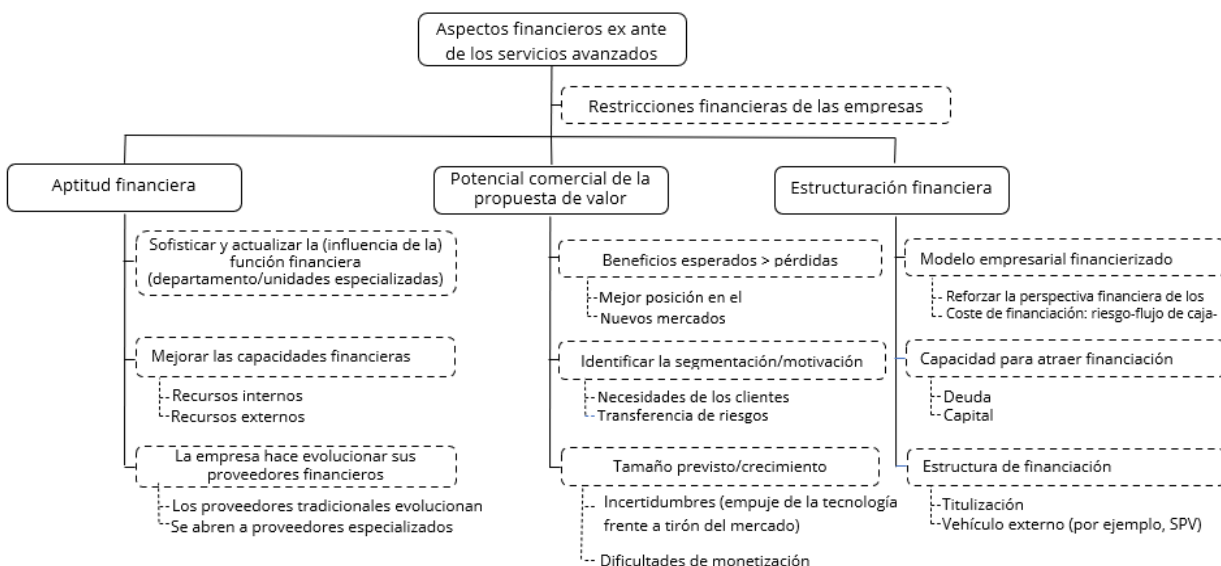 Aspectos financieros ex ante
de los servicios avanzados
Restricciones financieras de las empresas
Aptitud financiera
Potencial comercial de la
propuesta de valor
Estructuración financiera
Sofisticar y actualizar la (influencia de la)
función financiera
(departamento/unidades especializadas)
Mejorar las capacidades financieras
Recursos internos
Recursos externos
La empresa hace evolucionar sus
proveedores financieros
Los proveedores tradicionales evolucionan
Se abren a proveedores especializados
Beneficios esperados > pérdidas
Mejor posición en el
Nuevos mercados
Identificar la segmentación/motivación
Necesidades de los clientes
Transferencia de riesgos
Tamaño previsto/crecimiento
Incertidumbres (empuje de la tecnología
frente a tirón del mercado)
Dificultades de monetización
Modelo empresarial financierizado
Reforzar la perspectiva financiera de los
Coste de financiación: riesgo-flujo de caja-
Capacidad para atraer financiación
Deuda
Capital
Estructura de financiación
Titulización
Vehículo externo (por ejemplo, SPV)